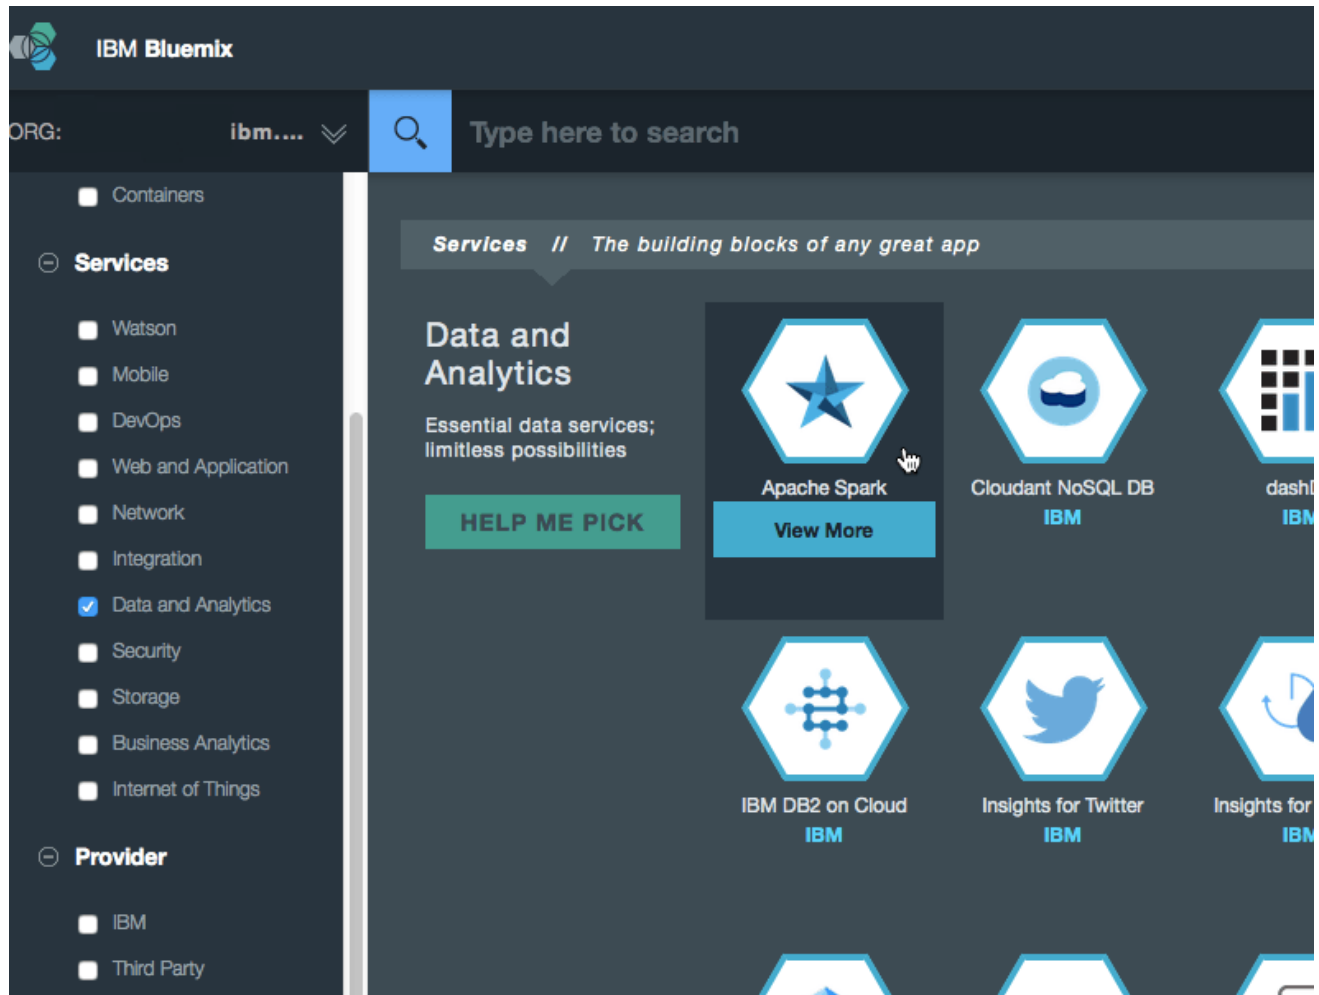 IBM Bluemix
ORG:
ibm....
Type here to search
Containers
Services
Watson
Mobile
DevOps
Web and Application
Network
Integration
Data and Analytics
Security
Storage
Business Analytics
Internet of Things
Provider
IBM
Third Party
Services // The building blocks of any great app
Data and
Analytics
Essential data services;
limitless possibilities
HELP ME PICK
Apache Spark
View More
Cloudant NoSQL DB
IBM
IBM DB2 on Cloud
IBM
Insights for Twitter
IBM
Insights for